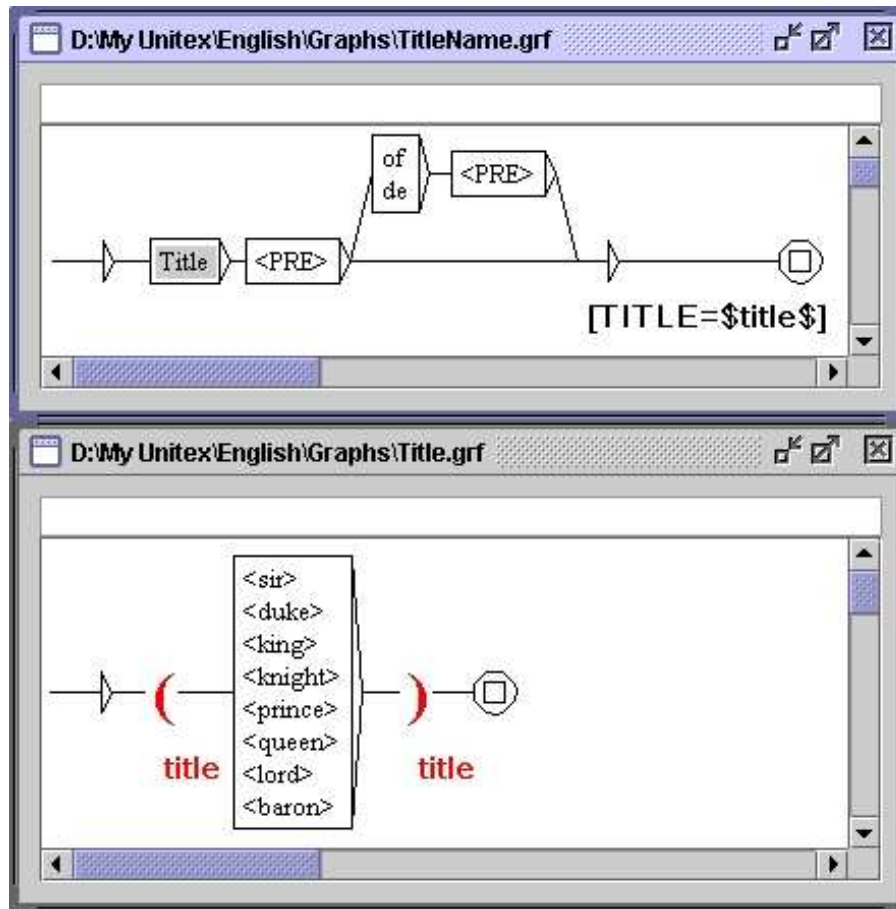 D:\My Unitex\English\Graphs\TitleName.grf
of
de
<PRE>
Title
<PRE>
[TITLE=$title$]
D:\My Unitex\English\Graphs\Title.grf
<sir>
<duke>
<king>
<knight>
<prince>
<queen>
<lord>
<baron>
( )
title title